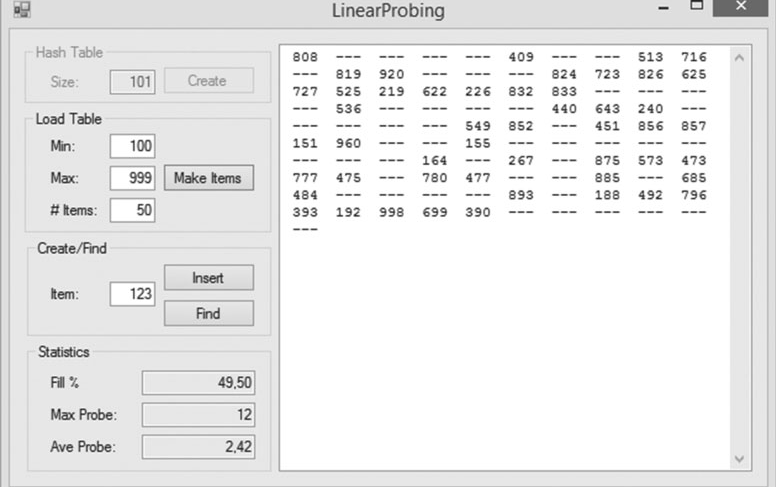 LinearProbing
Hash Table
Size: 101 Create
Load Table
Min: 100
Max: 999 Make Items
# Items: 50
Create/Find
Insert
Item: 123
Find
Statistics
Fill % 49,50
Max Probe: 12
Ave Probe: 2,42
808 --- --- --- --- 409 --- --- 513 716
--- 819 920 --- --- --- 824 723 826 625
727 525 219 622 226 832 833 --- --- ---
--- 536 --- --- --- --- 440 643 240 ---
--- --- --- --- 549 852 --- 451 856 857
151 960 --- --- 155 --- --- --- --- ---
--- --- --- 164 --- 267 --- 875 573 473
777 475 --- 780 477 --- --- 885 --- 685
484 --- --- --- --- 893 --- 188 492 796
393 192 998 699 390 --- --- --- --- ---
---